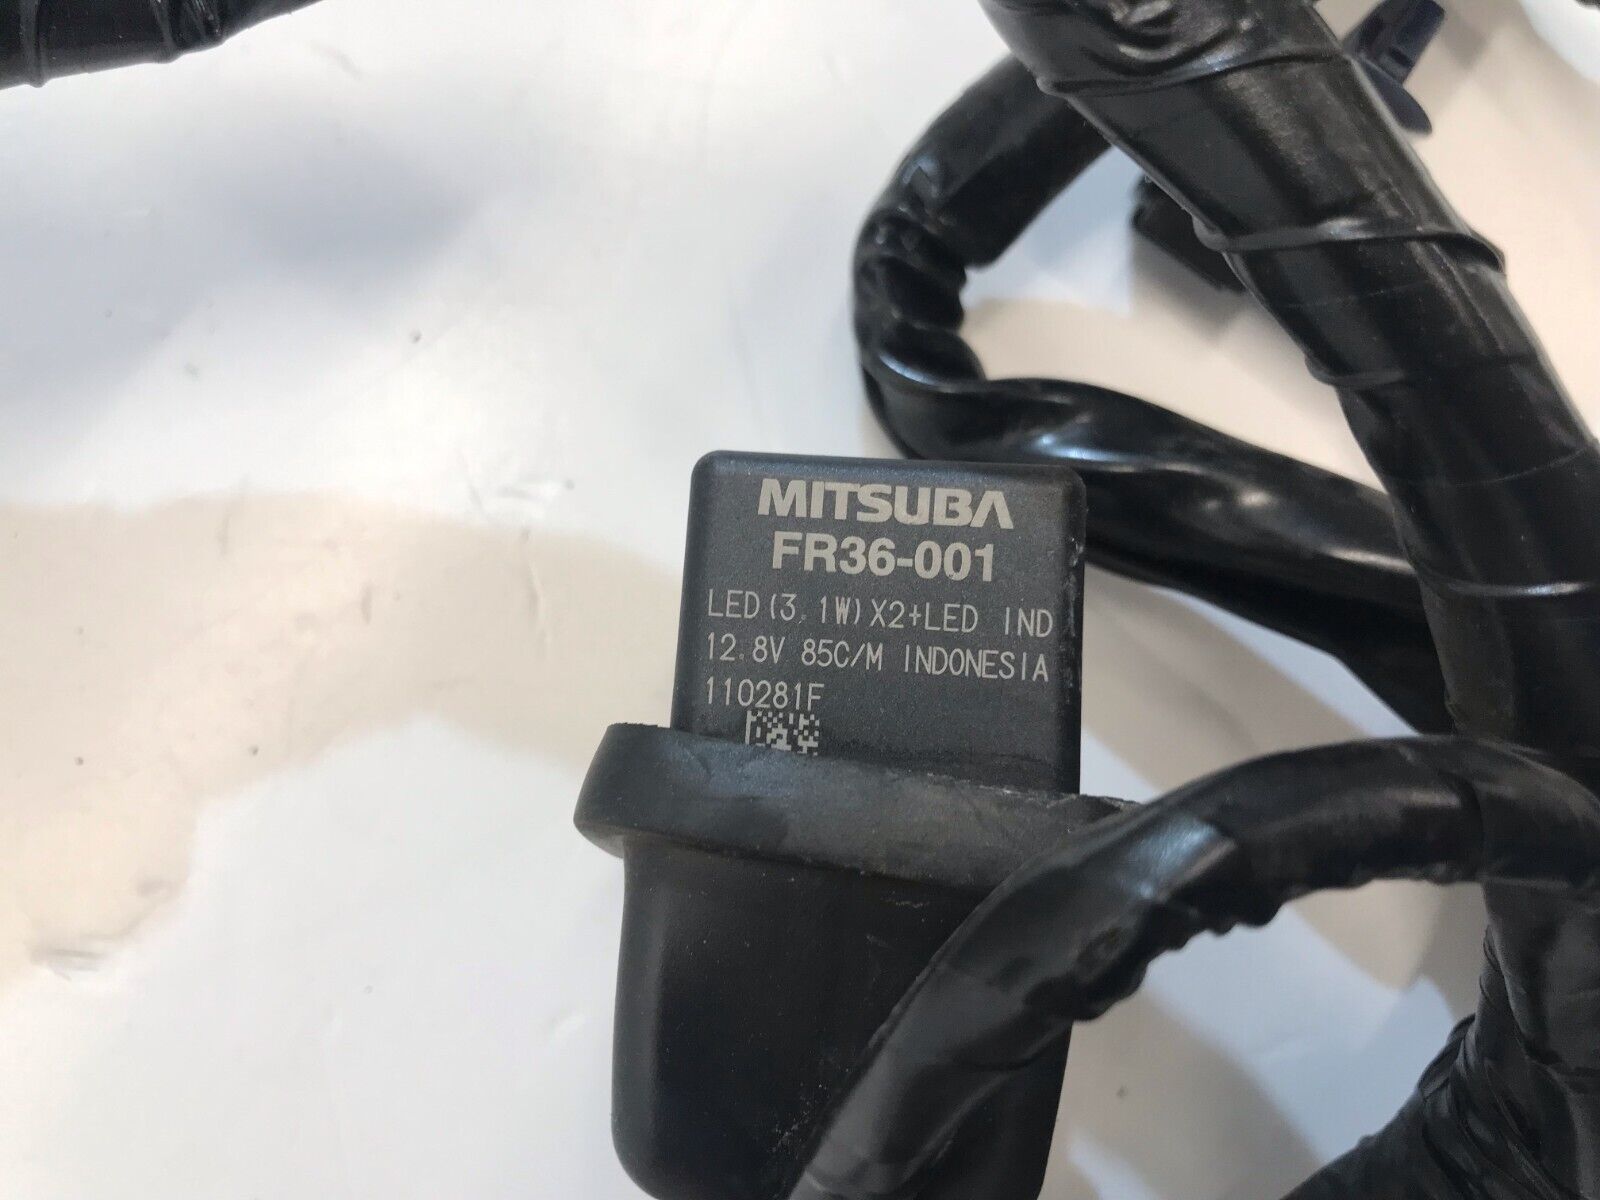 MITSUBA
FR36-001
LED(3.1W)X2+LED IND
12.8V 85C/M INDONESIA
110281F